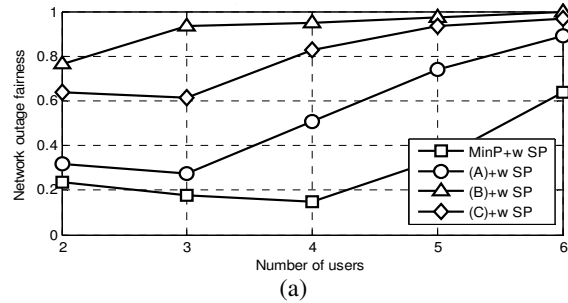 1
0.8
0.6
0.4
0.2
0
Network outage fairness
2
3
4
5
6
Number of users
MinP+w SP
(A)+w SP
(B)+w SP
(C)+w SP
(a)